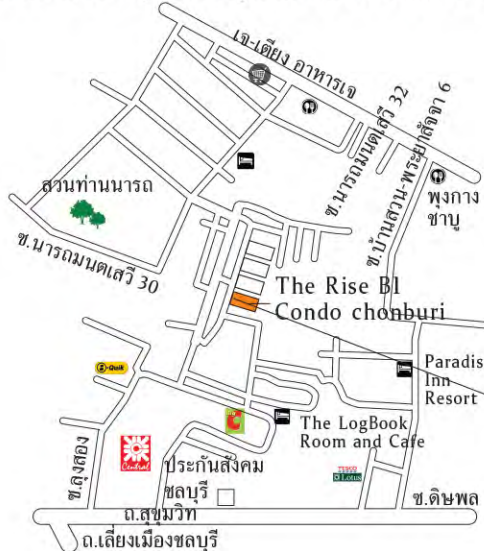 เจ-เตียง อาหารเจ
ซ.นารถมนตเสวี 32
ซ.บ้านสวน-พระยาสัจจา 6
พุงกาง
ชาบู
สวนท่านนารถ
ซ.นารถมนตเสวี 30
The Rise B1
Condo chonburi
B-Quik
Paradis
Inn
Resort
The LogBook
Room and Cafe
Central
ประกันสังคม
ชลบุรี
Lotus
ซ.ลุงสอง
ซ.ดิษพล
ถ.สุขุมวิท
ถ.เลี่ยงเมืองชลบุรี